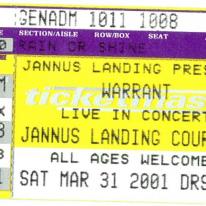 GENADM 1011 1008
SECTION/AISLE ROW/BOX SEAT
RAIN OR SHINE
JANNUS LANDING PRES
WARRANT
ticketmas
LIVE IN CONCERT
JANNUS LANDING COUR
ALL AGES WELCOME
SAT MAR 31 2001 DRS